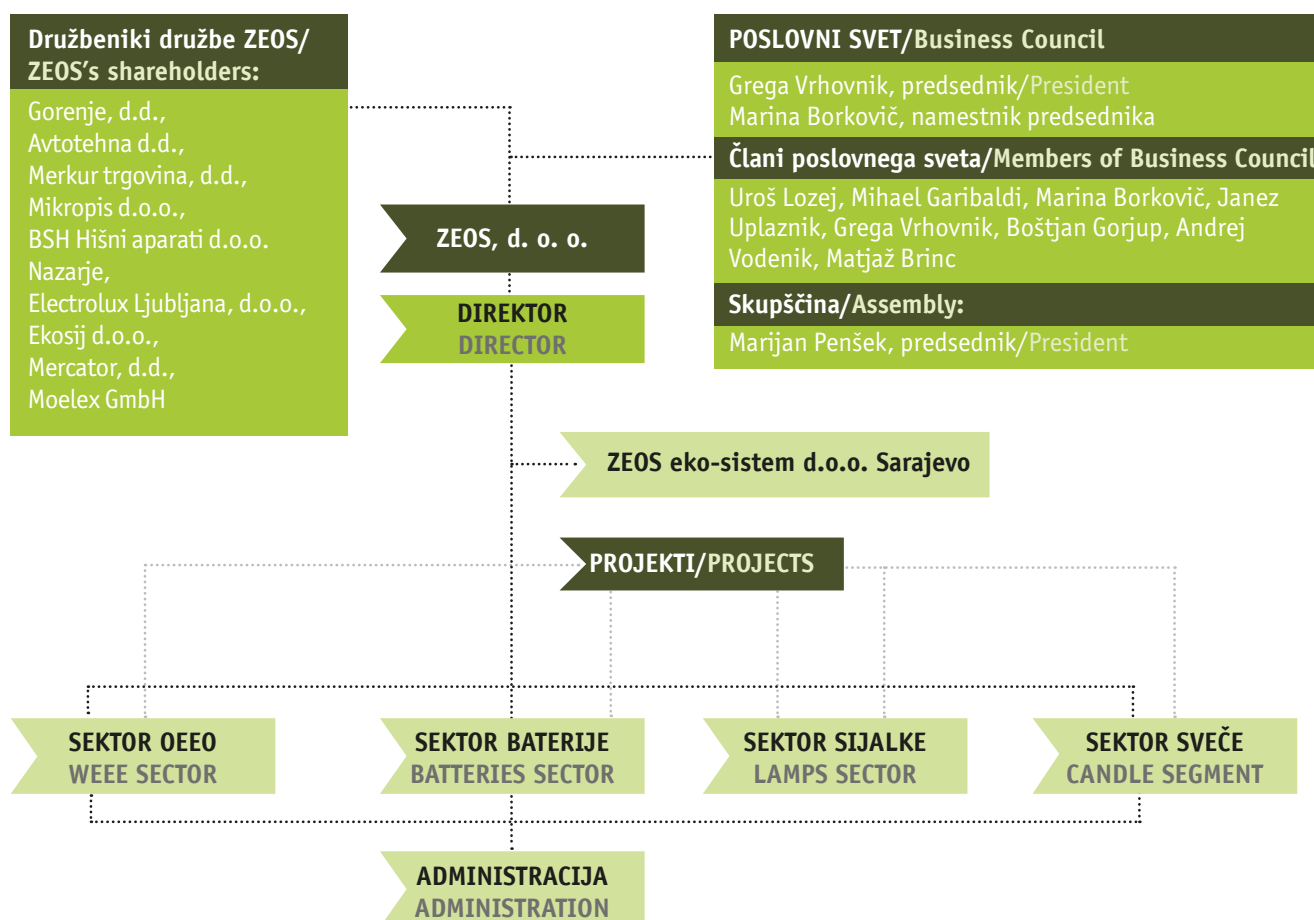 Družbeniki družbe ZEOS/
ZEOS's shareholders:
Gorenje, d.d.,
Avtotehna d.d.,
Merkur trgovina, d.d.,
Mikropis d.o.o.,
BSH Hišni aparati d.o.o.
Nazarje,
Electrolux Ljubljana, d.o.o.,
Ekosij d.o.o.,
Mercator, d.d.,
Moelex GmbH
POSLOVNI SVET/Business Council
Grega Vrhovnik, predsednik/President
Marina Borkovič, namestnik predsednika
Člani poslovnega sveta/Members of Business Council
Uroš Lozej, Mihael Garibaldi, Marina Borkovič, Janez
Uplaznik, Grega Vrhovnik, Boštjan Gorjup, Andrej
Vodenik, Matjaž Brinc
Skupščina/Assembly:
Marijan Penšek, predsednik/President
ZEOS, d. o. o.
DIREKTOR
DIRECTOR
ZEOS eko-sistem d.o.o. Sarajevo
PROJEKTI/PROJECTS
SEKTOR OEEO
WEEE SECTOR
SEKTOR BATERIJE
BATTERIES SECTOR
SEKTOR SIJALKE
LAMPS SECTOR
SEKTOR SVEČE
CANDLE SEGMENT
ADMINISTRACIJA
ADMINISTRATION